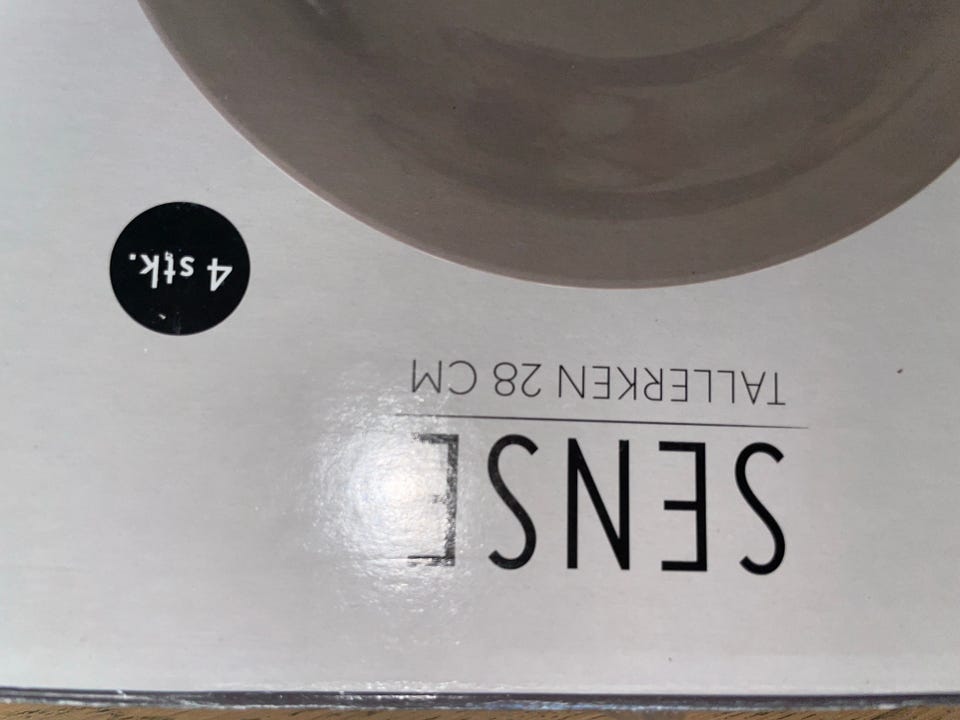 SENSE
TALLERKEN 28 CM
4 stk.